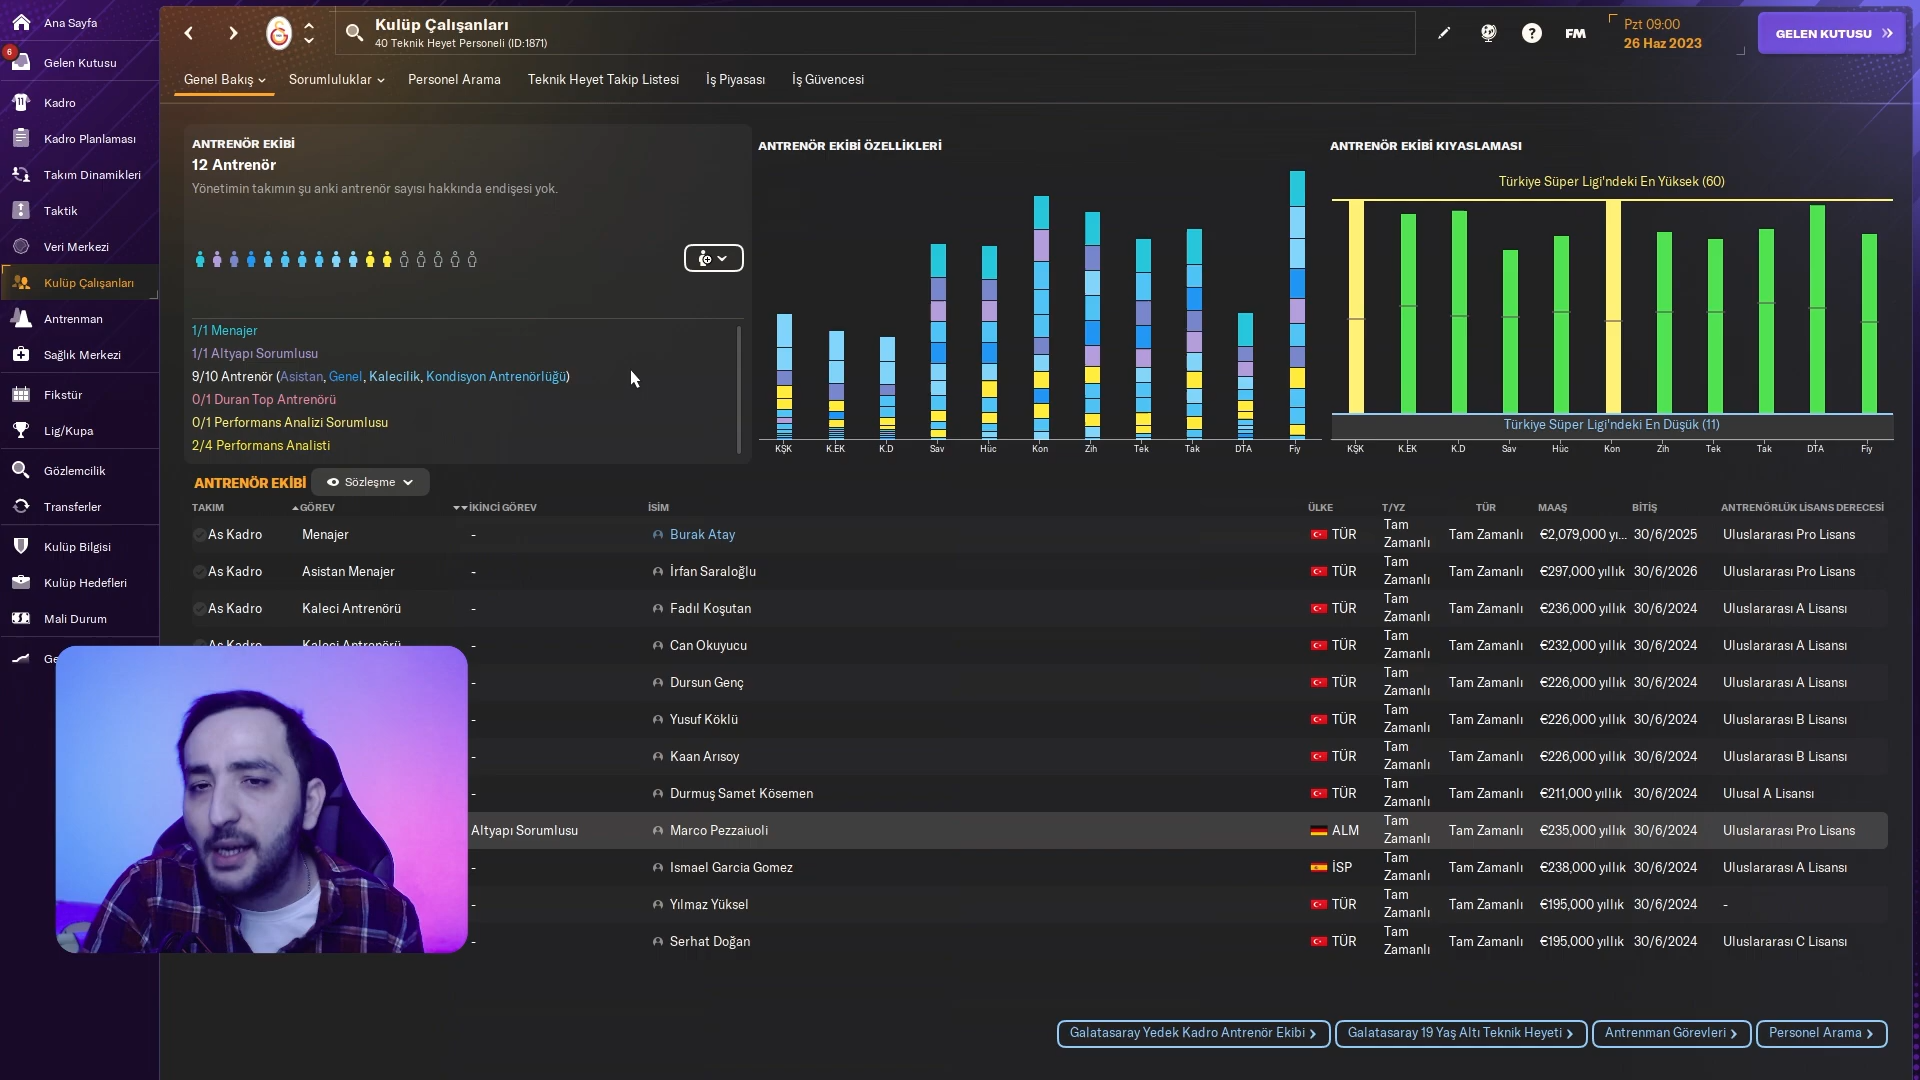 Ana Sayfa
6
Gelen Kutusu
Kadro
Kadro Planlaması
Takım Dinamikleri
Taktik
Veri Merkezi
Kulüp Çalışanları
Antrenman
Sağlık Merkezi
Fikstür
Lig/Kupa
Gözlemcilik
Transferler
Kulüp Bilgisi
Kulüp Hedefleri
Mali Durum
Kulüp Çalışanları
40 Teknik Heyet Personeli (ID:1871)
FM
Pzt 09:00
26 Haz 2023
GELEN KUTUSU
Genel Bakış
Sorumluluklar
Personel Arama
Teknik Heyet Takip Listesi
İş Piyasası
İş Güvencesi
ANTRENÖR EKİBİ
12 Antrenör
Yönetimin takımın şu anki antrenör sayısı hakkında endişesi yok.
1/1 Menajer
1/1 Altyapı Sorumlusu
9/10 Antrenör (Asistan, Genel, Kalecilik, Kondisyon Antrenörlüğü)
0/1 Duran Top Antrenörü
0/1 Performans Analizi Sorumlusu
2/4 Performans Analisti
ANTRENÖR EKİBİ ÖZELLİKLERİ
KŞK K.EK K.D Sav Hüc Kon Zih Tek Tak DTA Fiy
ANTRENÖR EKİBİ KIYASLAMASI
Türkiye Süper Ligi'ndeki En Yüksek (60)
Türkiye Süper Ligi'ndeki En Düşük (11)
KŞK K.EK K.D Sav Hüc Kon Zih Tek Tak DTA Fiy
ANTRENÖR EKİBİ Sözleşme
TAKIM GÖREV İKİNCİ GÖREV İSİM ÜLKE T/YZ TÜR MAAŞ BİTİŞ ANTRENÖRLÜK LİSANS DERECESİ
As Kadro Menajer - Burak Atay TÜR Tam Zamanlı Tam Zamanlı €2,079,000 yı... 30/6/2025 Uluslararası Pro Lisans
As Kadro Asistan Menajer - İrfan Saraloğlu TÜR Tam Zamanlı Tam Zamanlı €297,000 yıllık 30/6/2026 Uluslararası Pro Lisans
As Kadro Kaleci Antrenörü - Fadıl Koşutan TÜR Tam Zamanlı Tam Zamanlı €236,000 yıllık 30/6/2024 Uluslararası A Lisansı
As Kadro Kaleci Antrenörü - Can Okuyucu TÜR Tam Zamanlı Tam Zamanlı €232,000 yıllık 30/6/2024 Uluslararası A Lisansı
- Dursun Genç TÜR Tam Zamanlı Tam Zamanlı €226,000 yıllık 30/6/2024 Uluslararası A Lisansı
- Yusuf Köklü TÜR Tam Zamanlı Tam Zamanlı €226,000 yıllık 30/6/2024 Uluslararası B Lisansı
- Kaan Arısoy TÜR Tam Zamanlı Tam Zamanlı €226,000 yıllık 30/6/2024 Uluslararası B Lisansı
- Durmuş Samet Kösemen TÜR Tam Zamanlı Tam Zamanlı €211,000 yıllık 30/6/2024 Ulusal A Lisansı
Altyapı Sorumlusu Marco Pezzaiuoli ALM Tam Zamanlı Tam Zamanlı €235,000 yıllık 30/6/2024 Uluslararası Pro Lisans
- Ismael Garcia Gomez İSP Tam Zamanlı Tam Zamanlı €238,000 yıllık 30/6/2024 Uluslararası A Lisansı
- Yılmaz Yüksel TÜR Tam Zamanlı Tam Zamanlı €195,000 yıllık 30/6/2024 -
- Serhat Doğan TÜR Tam Zamanlı Tam Zamanlı €195,000 yıllık 30/6/2024 Uluslararası C Lisansı
Galatasaray Yedek Kadro Antrenör Ekibi
Galatasaray 19 Yaş Altı Teknik Heyeti
Antrenman Görevleri
Personel Arama